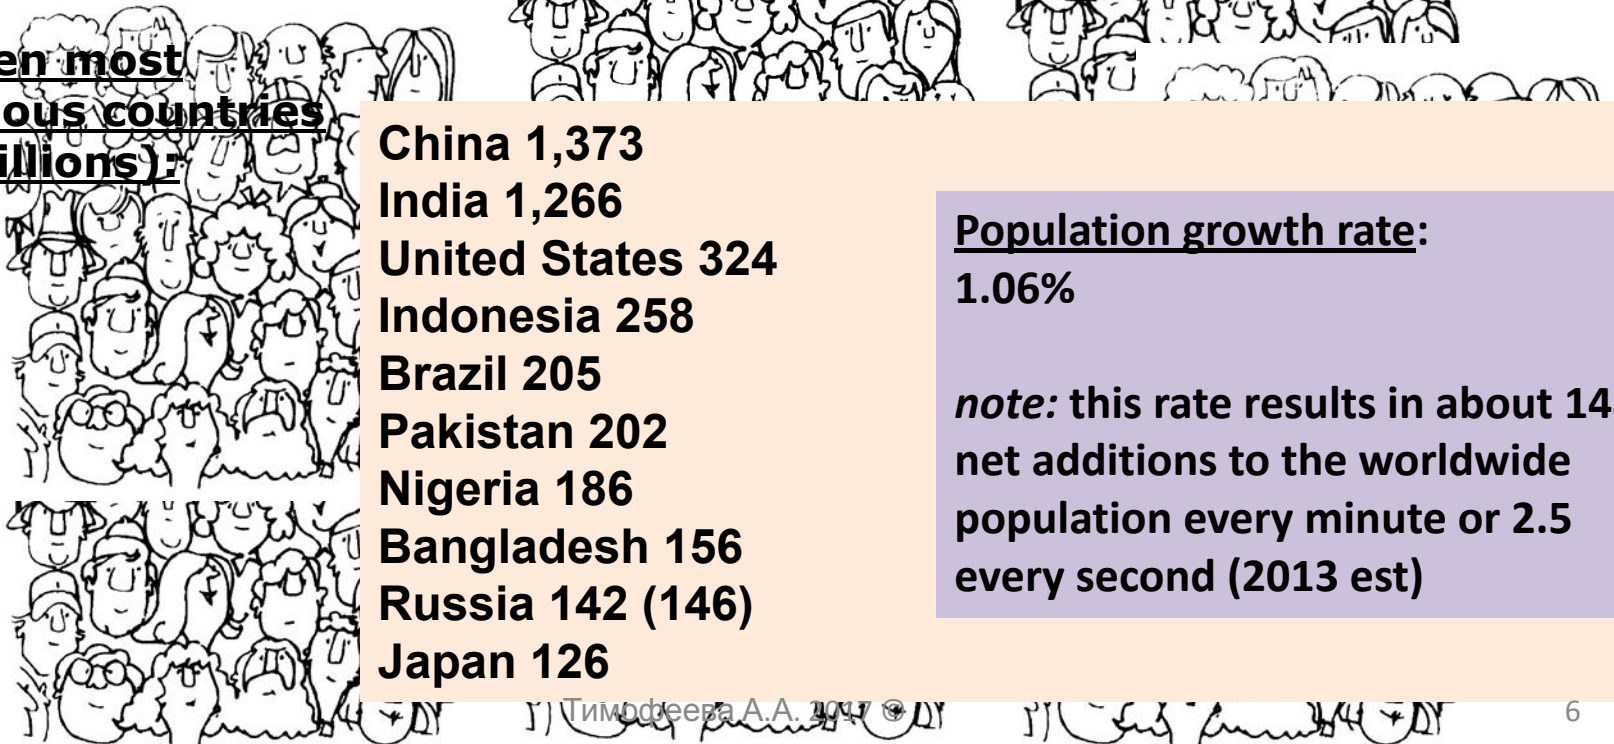 en most
ous countries
illions):
China 1,373
India 1,266
United States 324
Indonesia 258
Brazil 205
Pakistan 202
Nigeria 186
Bangladesh 156
Russia 142 (146)
Japan 126
Population growth rate:
1.06%
note: this rate results in about 14
net additions to the worldwide
population every minute or 2.5
every second (2013 est)
Тимофеева А.А. 2017 ©
6